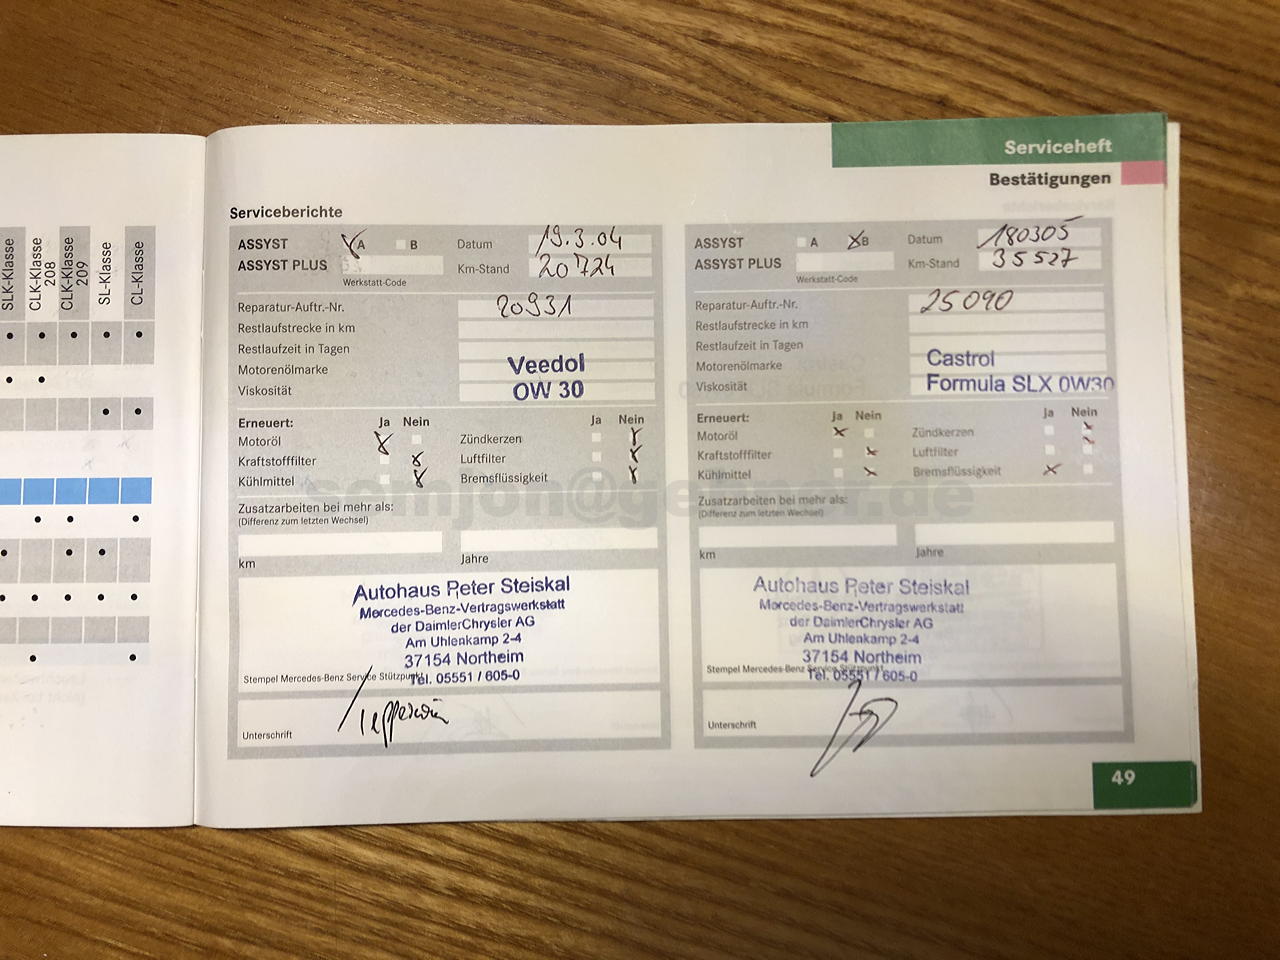 SLK-Klasse
CLK-Klasse
208
CLK-Klasse
209
SL-Klasse
CL-Klasse
Serviceheft
Bestätigungen
Serviceberichte
ASSYST A B Datum 19.3.04
ASSYST PLUS Km-Stand 20724
Werkstatt-Code
Reparatur-Auftr.-Nr. 20931
Restlaufstrecke in km
Restlaufzeit in Tagen
Motorenölmarke Veedol
Viskosität 0W 30
Erneuert: Ja Nein Ja Nein
Motoröl Zündkerzen
Kraftstofffilter Luftfilter
Kühlmittel Bremsflüssigkeit
Zusatzarbeiten bei mehr als:
(Differenz zum letzten Wechsel)
km Jahre
Autohaus Peter Steiskal
Mercedes-Benz-Vertragswerkstatt
der DaimlerChrysler AG
Am Uhlenkamp 2-4
37154 Northeim
Stempel Mercedes-Benz Service Stützpunkt
Tel. 05551 / 605-0
Unterschrift
ASSYST A B Datum 180305
ASSYST PLUS Km-Stand 35527
Werkstatt-Code
Reparatur-Auftr.-Nr. 25090
Restlaufstrecke in km
Restlaufzeit in Tagen
Motorenölmarke Castrol
Viskosität Formula SLX 0W30
Erneuert: Ja Nein Ja Nein
Motoröl Zündkerzen
Kraftstofffilter Luftfilter
Kühlmittel Bremsflüssigkeit
Zusatzarbeiten bei mehr als:
(Differenz zum letzten Wechsel)
km Jahre
Autohaus Peter Steiskal
Mercedes-Benz-Vertragswerkstatt
der DaimlerChrysler AG
Am Uhlenkamp 2-4
37154 Northeim
Stempel Mercedes-Benz Service Stützpunkt
Tel. 05551 / 605-0
Unterschrift
49